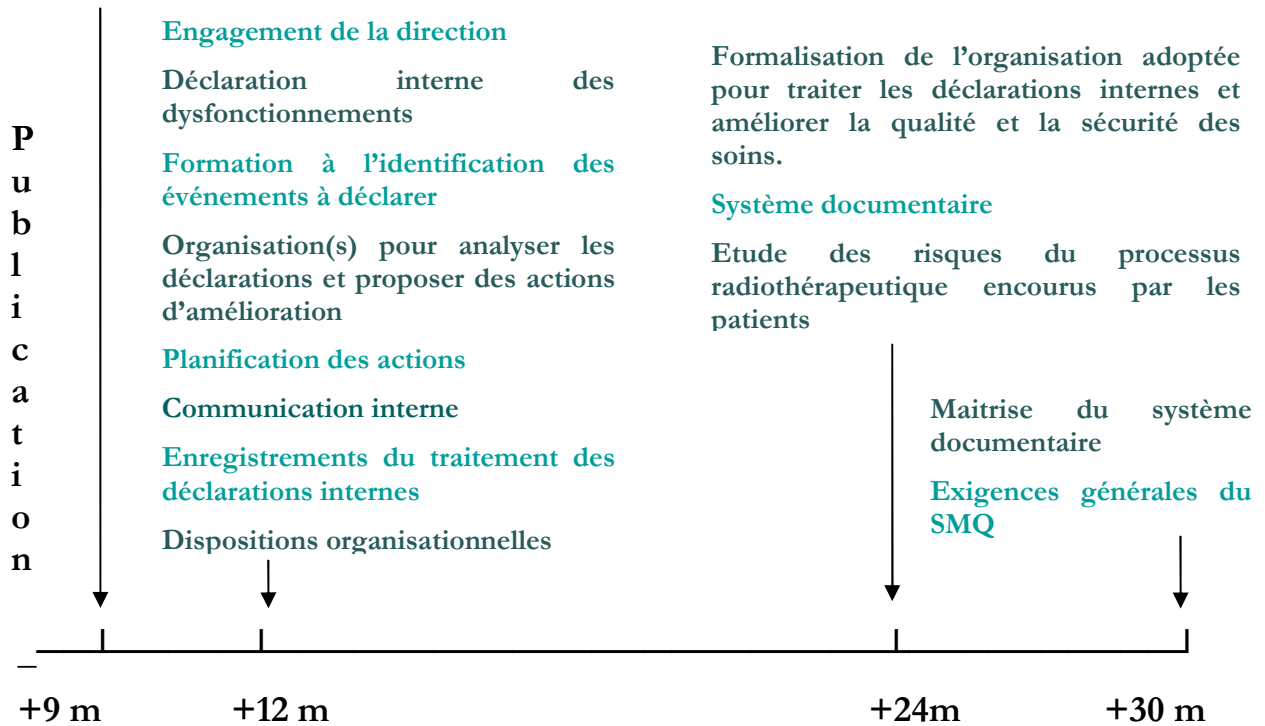 Publication
Engagement de la direction
Déclaration interne des
dysfonctionnements
Formation à l’identification des
événements à déclarer
Organisation(s) pour analyser les
déclarations et proposer des actions
d’amélioration
Planification des actions
Communication interne
Enregistrements du traitement des
déclarations internes
Dispositions organisationnelles
Formalisation de l’organisation adoptée
pour traiter les déclarations internes et
améliorer la qualité et la sécurité des
soins.
Système documentaire
Etude des risques du processus
radiothérapeutique encourus par les
patients
Maitrise du système
documentaire
Exigences générales du
SMQ
+9 m
+12 m
+24m
+30 m